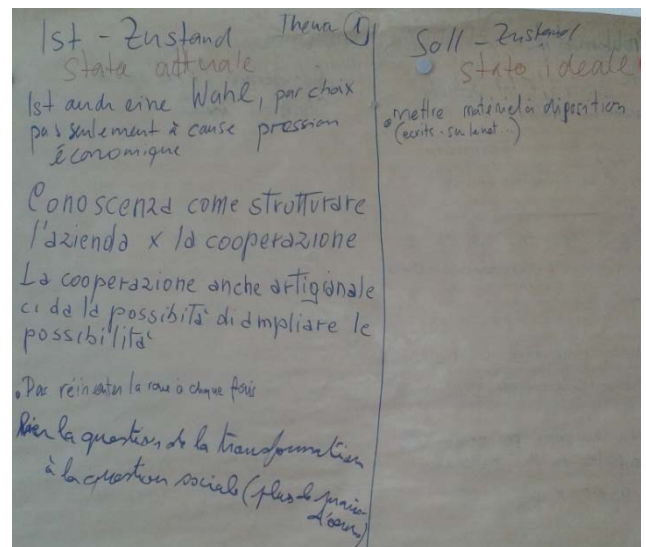 Ist - Zustand Thema 1
Stato attuale
Ist auch eine Wahl, par choix
pas seulement à cause pression
économique
Conoscenza come strutturare
l'azienda x la cooperazione
La cooperazione anche artigianale
ci da la possibità di ampliare le
possibilità
• Pas réinventer la roue à chaque fois
Lier la question de la transformation
à la question sociale (plus de
d'oeuvre)
Soll - Zustand
Stato ideale
• mettre matériel à disposition
(écrits - sur le net...)